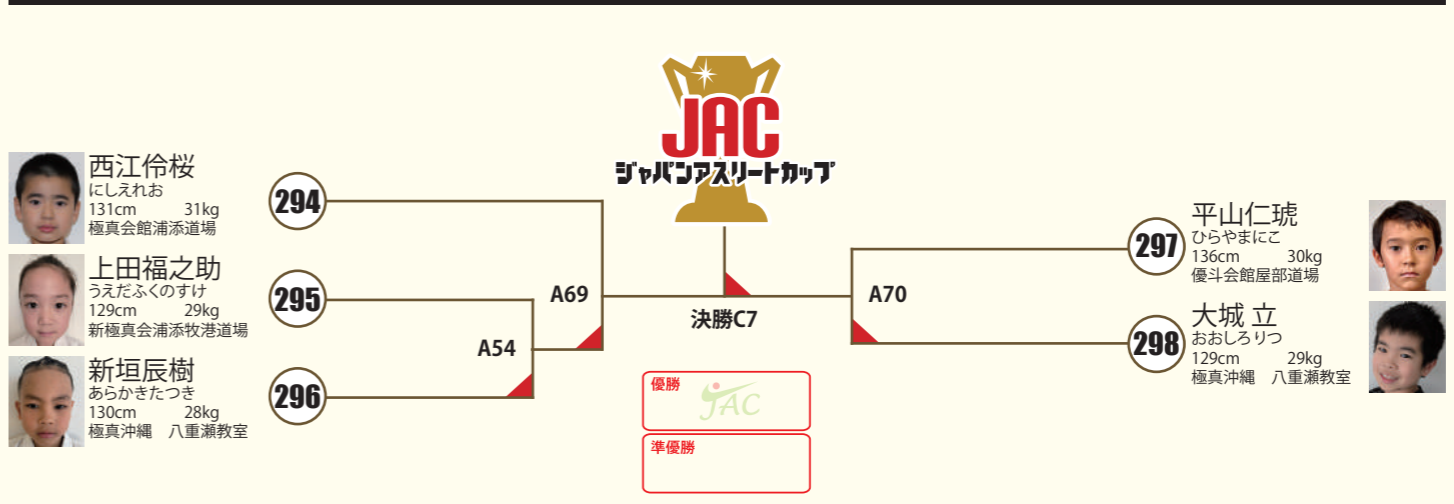 JAC
ジャパンアスリートカップ
西江伶桜
にしえれお
131cm 31kg
極真会館浦添道場
294
上田福之助
うえだふくのすけ
129cm 29kg
新極真会浦添牧港道場
295
新垣辰樹
あらかきたつき
130cm 28kg
極真沖縄 八重瀬教室
296
A54
A69
決勝C7
A70
297
平山仁琥
ひらやまにこ
136cm 30kg
優斗会館屋部道場
298
大城 立
おおしろりつ
129cm 29kg
極真沖縄 八重瀬教室
優勝
JAC
準優勝